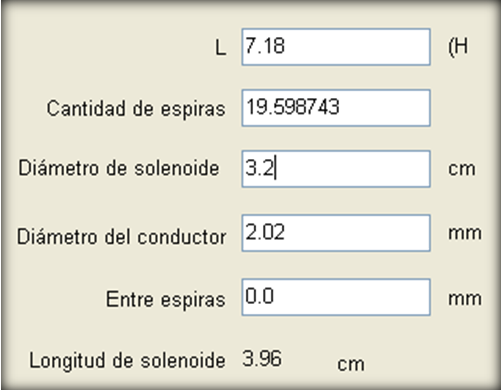 L 7.18 (H
Cantidad de espiras 19.598743
Diámetro de solenoide 3.2 cm
Diámetro del conductor 2.02 mm
Entre espiras 0.0 mm
Longitud de solenoide 3.96 cm